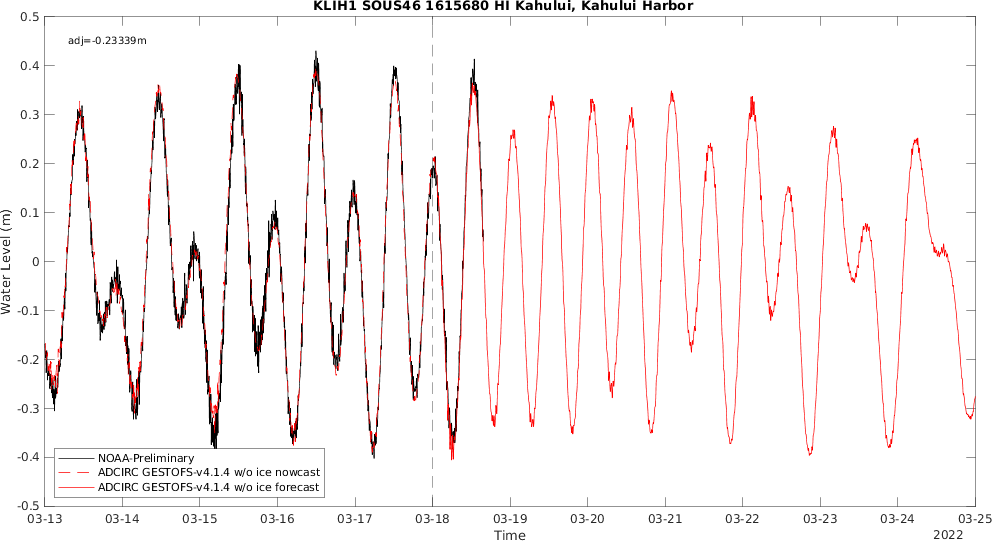 KLIH1 SOUS46 1615680 HI Kahului, Kahului Harbor
adj=-0.23339m
Water Level (m)
0.5
0.4
0.3
0.2
0.1
0
-0.1
-0.2
-0.3
-0.4
-0.5
NOAA-Preliminary
ADCIRC GESTOFS-v4.1.4 w/o ice nowcast
ADCIRC GESTOFS-v4.1.4 w/o ice forecast
03-13 03-14 03-15 03-16 03-17 03-18 03-19 03-20 03-21 03-22 03-23 03-24 03-25
Time
2022